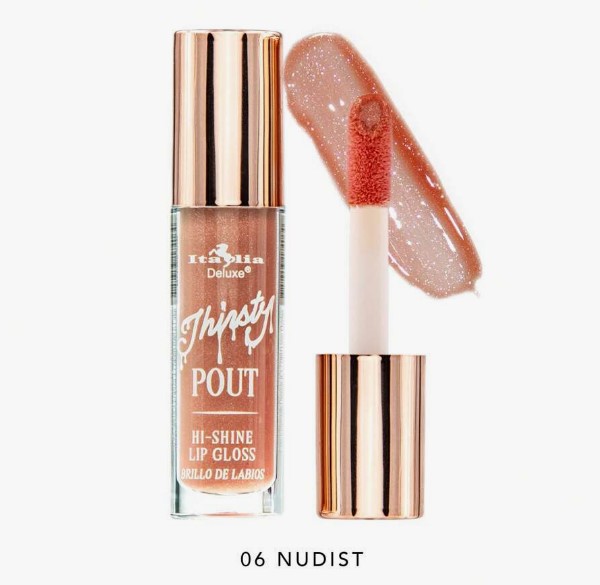 Italia
Deluxe®
Thirsty
POUT
HI-SHINE
LIP GLOSS
BRILLO DE LABIOS
06 NUDIST